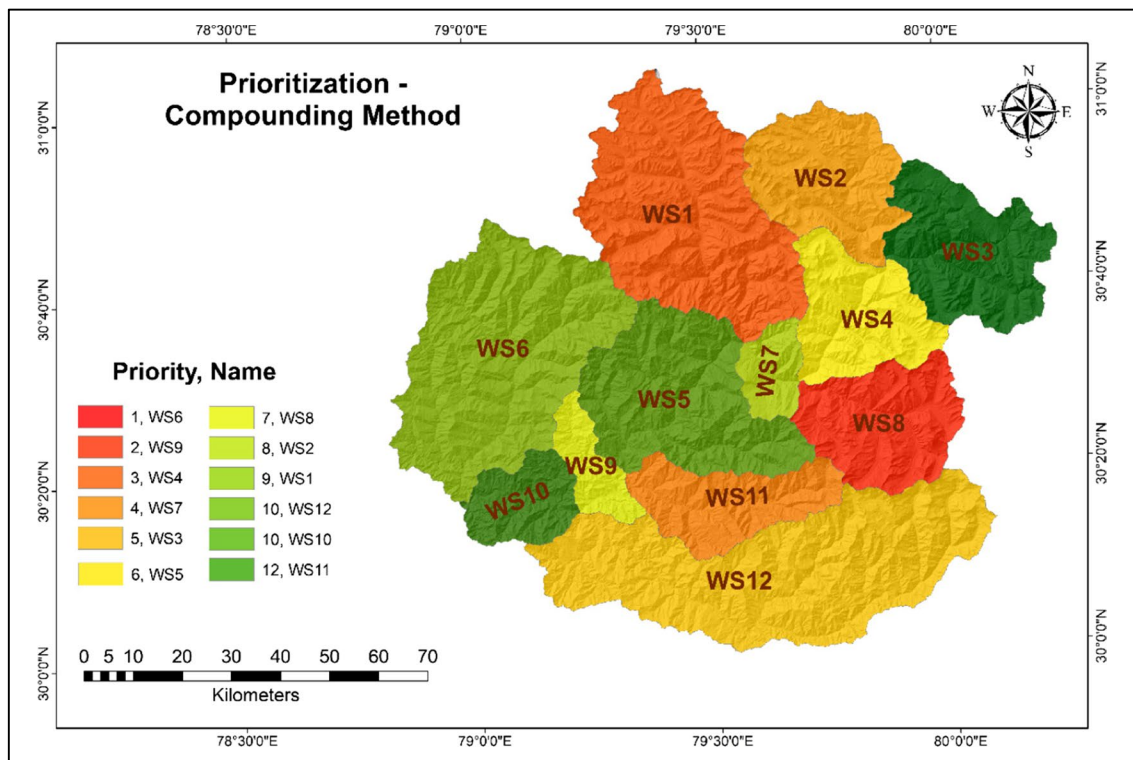 78°30'0"E 79°0'0"E 79°30'0"E 80°0'0"E
Prioritization -
Compounding Method
N
W E
S
31°0'0"N
31°0'0"N
WS1
WS2
WS3
30°40'0"N
30°40'0"N
WS4
WS6
WS7
WS5
WS8
WS9
WS10
WS11
WS12
30°20'0"N
30°20'0"N
30°0'0"N
30°0'0"N
Priority, Name
1, WS6
2, WS9
3, WS4
4, WS7
5, WS3
6, WS5
7, WS8
8, WS2
9, WS1
10, WS12
10, WS10
12, WS11
0 5 10 20 30 40 50 60 70
Kilometers
78°30'0"E 79°0'0"E 79°30'0"E 80°0'0"E